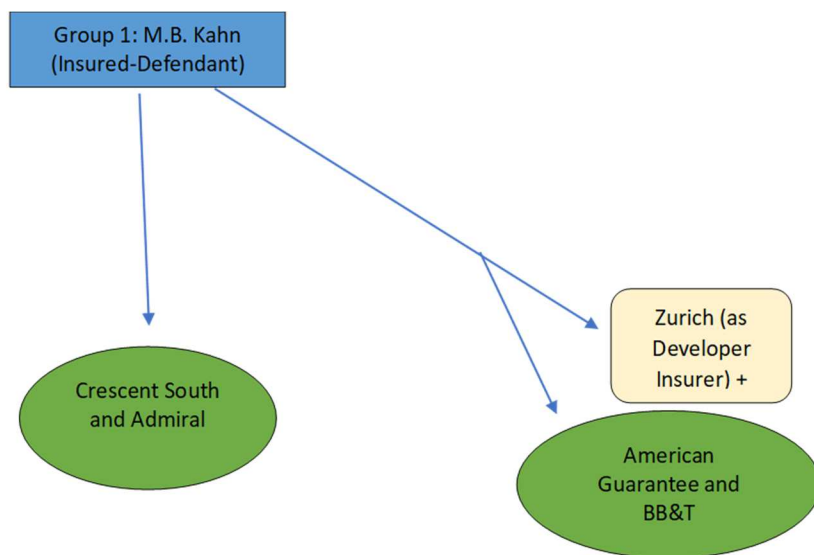 Group 1: M.B. Kahn
(Insured-Defendant)
Crescent South
and Admiral
Zurich (as
Developer
Insurer) +
American
Guarantee and
BB&T